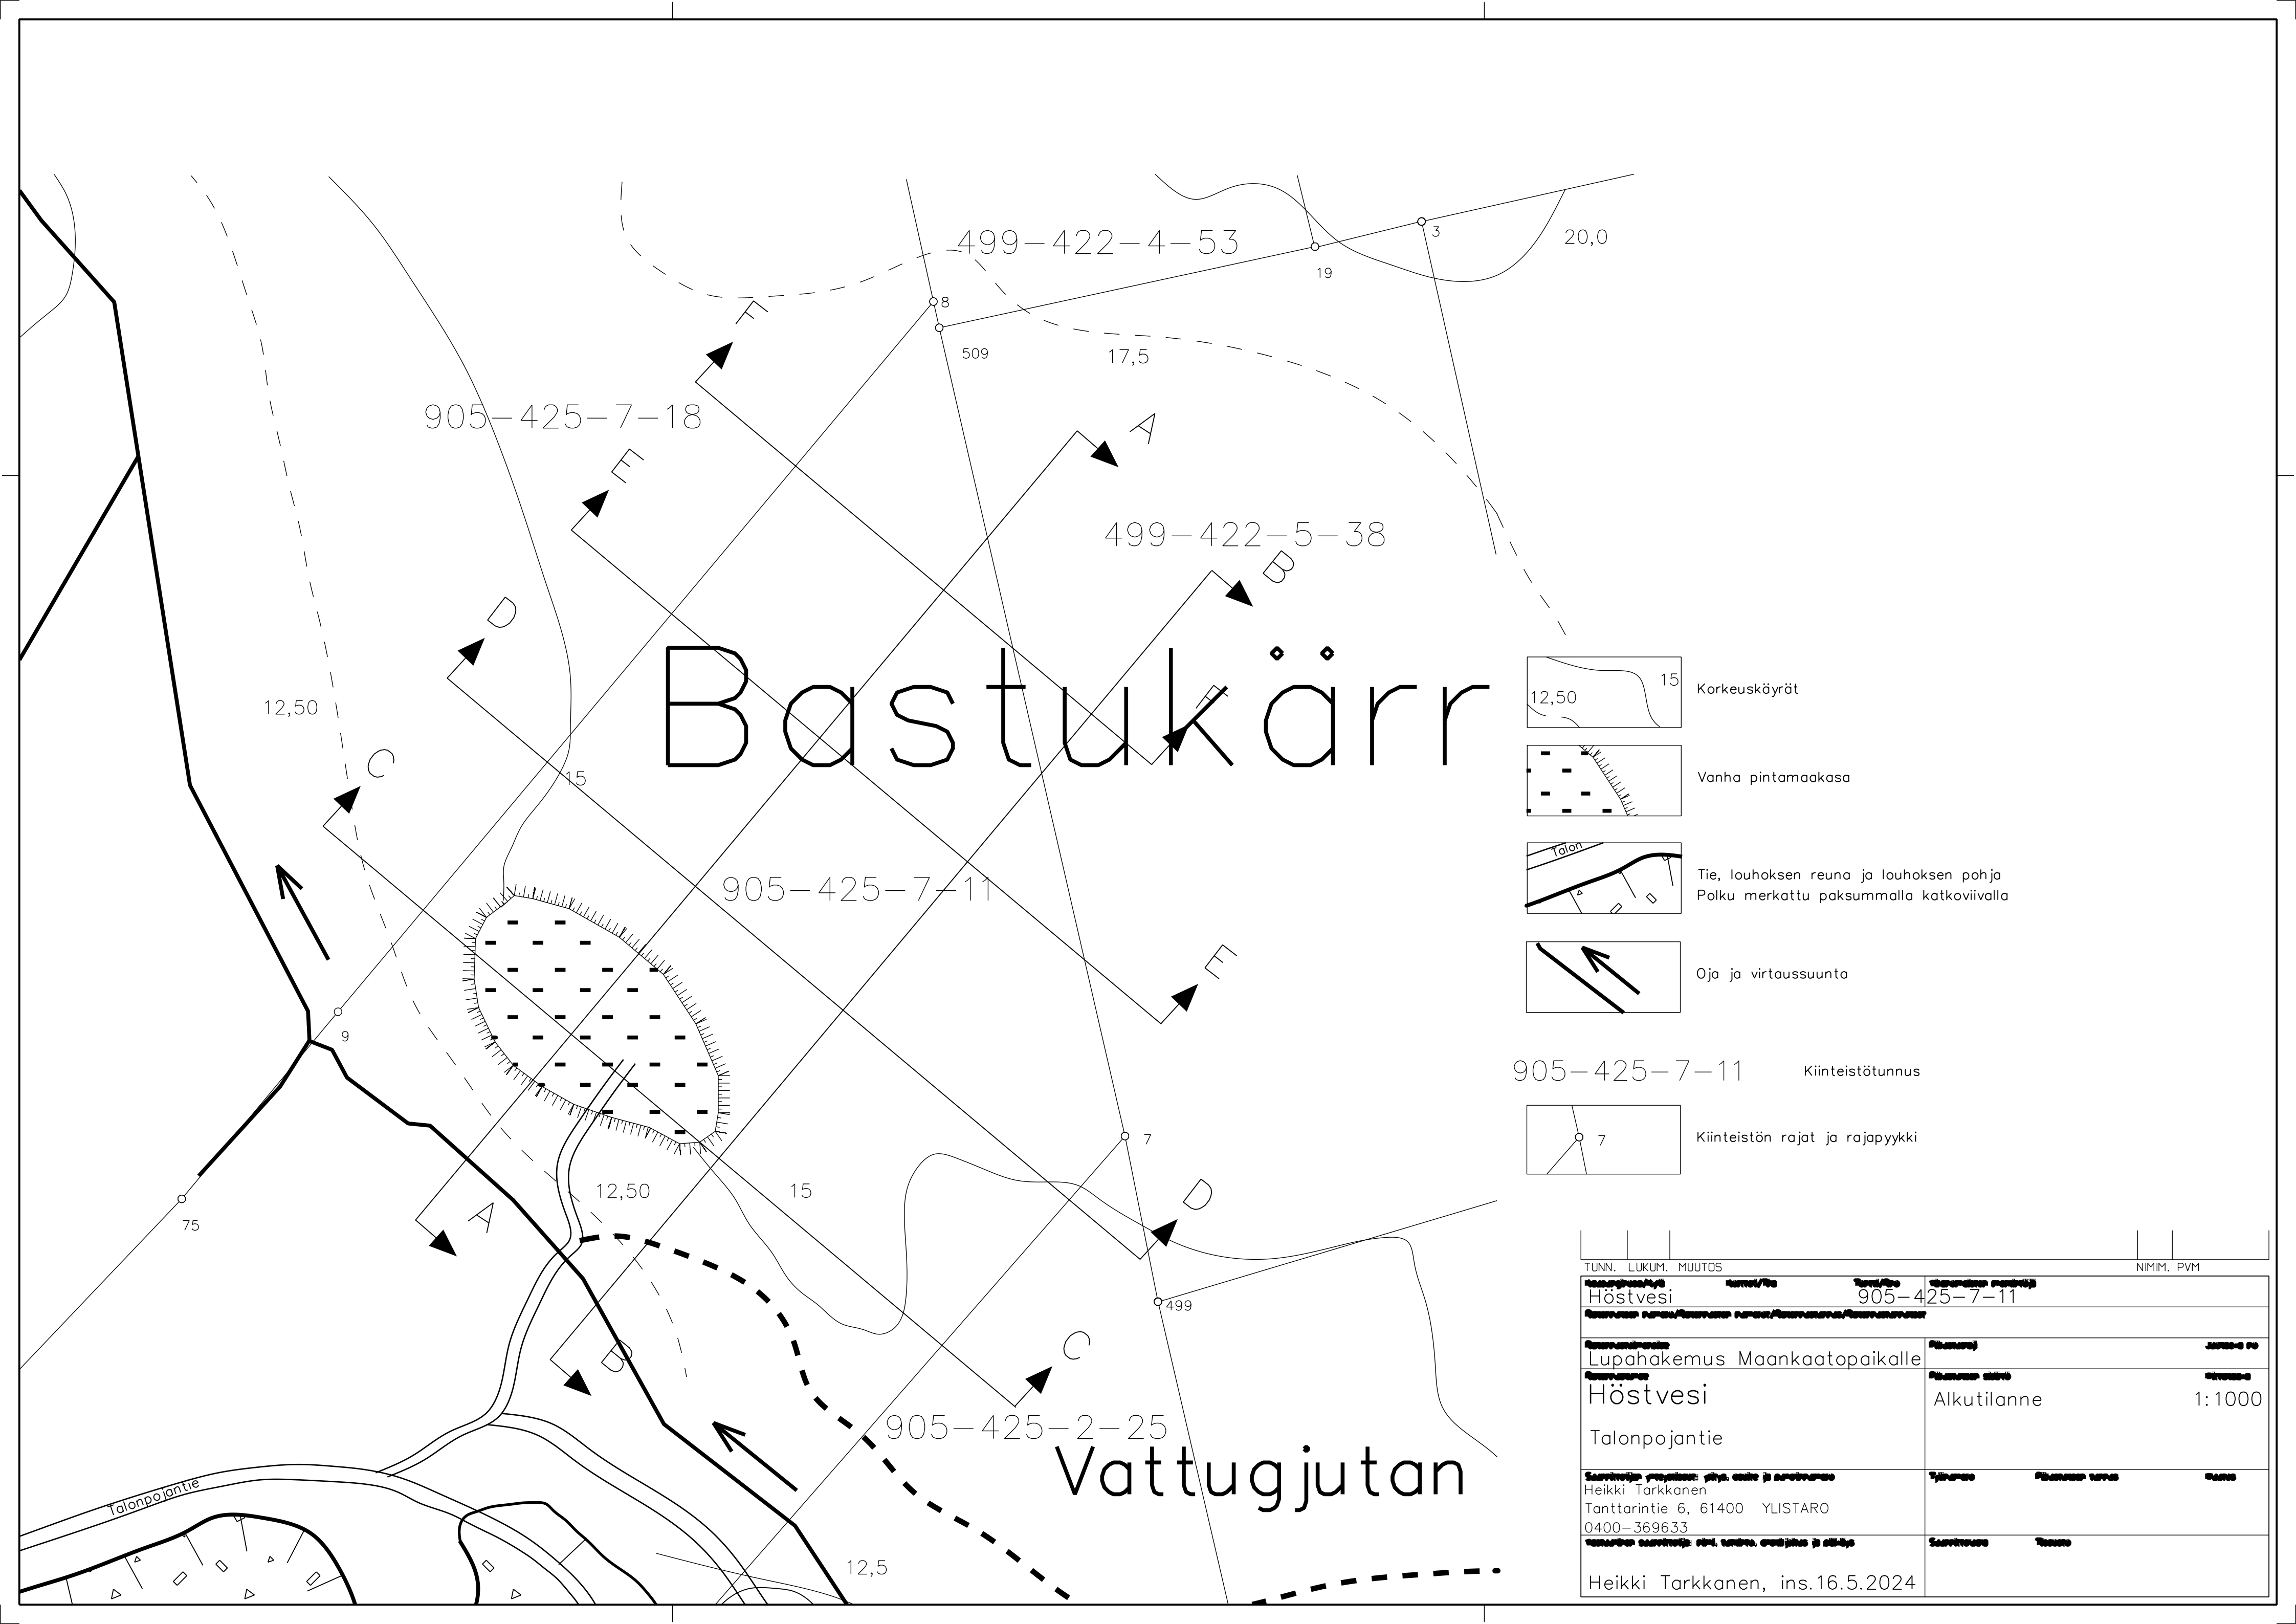 499-422-4-53
3
20,0
19
8
F
509
17,5
905-425-7-18
A
E
499-422-5-38
B
D
Bastukärr
F
12,50
C
15
905-425-7-11
E
9
7
D
12,50
15
A
75
499
C
B
905-425-2-25
Vattugjutan
Talonpojantie
12,5
15
12,50
Korkeuskäyrät
Vanha pintamaakasa
Talon
Tie, louhoksen reuna ja louhoksen pohja
Polku merkattu paksummalla katkoviivalla
Oja ja virtaussuunta
905-425-7-11 Kiinteistötunnus
7
Kiinteistön rajat ja rajapyykki
TUNN. LUKUM. MUUTOS NIMIM. PVM
Höstvesi 905-425-7-11
Lupahakemus Maankaatopaikalle
Höstvesi
Alkutilanne 1:1000
Talonpojantie
Heikki Tarkkanen
Tanttarintie 6, 61400 YLISTARO
0400-369633
Heikki Tarkkanen, ins.16.5.2024